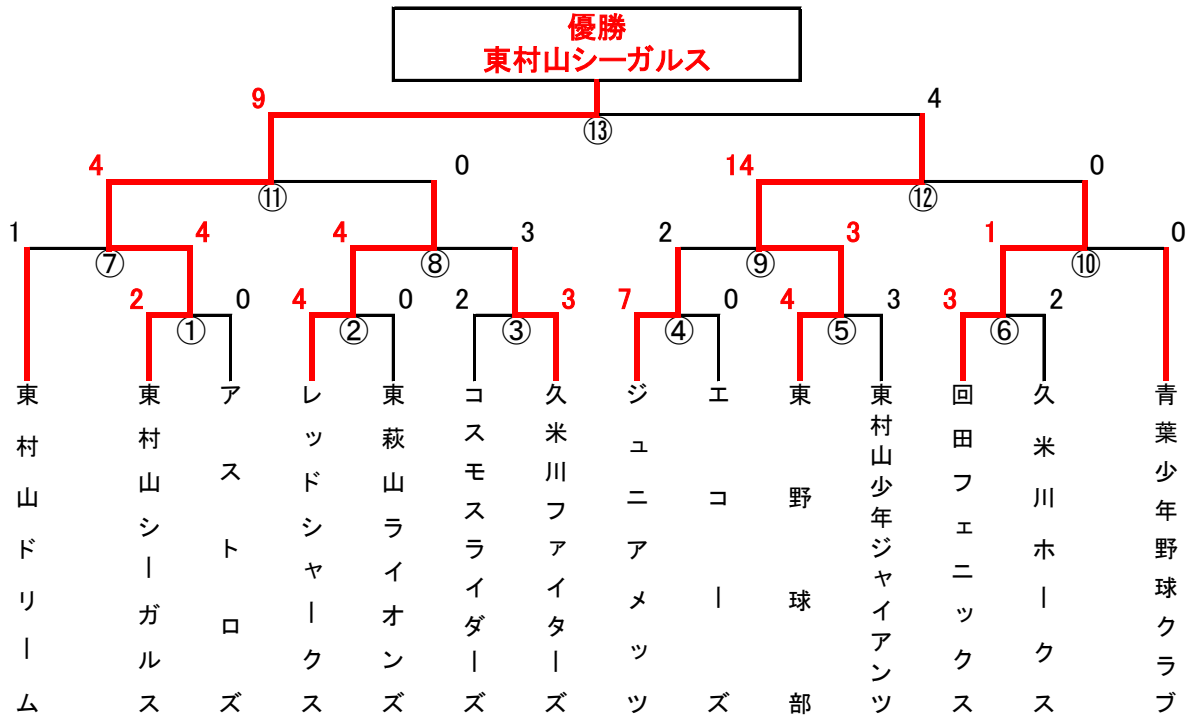 優勝
東村山シーガルス
9
4
⑬
4
0
14
0
⑪
⑫
1
4
4
3
2
3
1
0
⑦
⑧
⑨
⑩
2
0
4
0
2
3
7
0
4
3
3
2
①
②
③
④
⑤
⑥
東村山ドリーム
東村山シーガルス
アストロズ
レッドシャークス
東萩山ライオンズ
コスモスライダーズ
久米川ファイターズ
ジュニアメッツ
エコーズ
東野球部
東村山少年ジャイアンツ
回田フェニックス
久米川ホークス
青葉少年野球クラブ